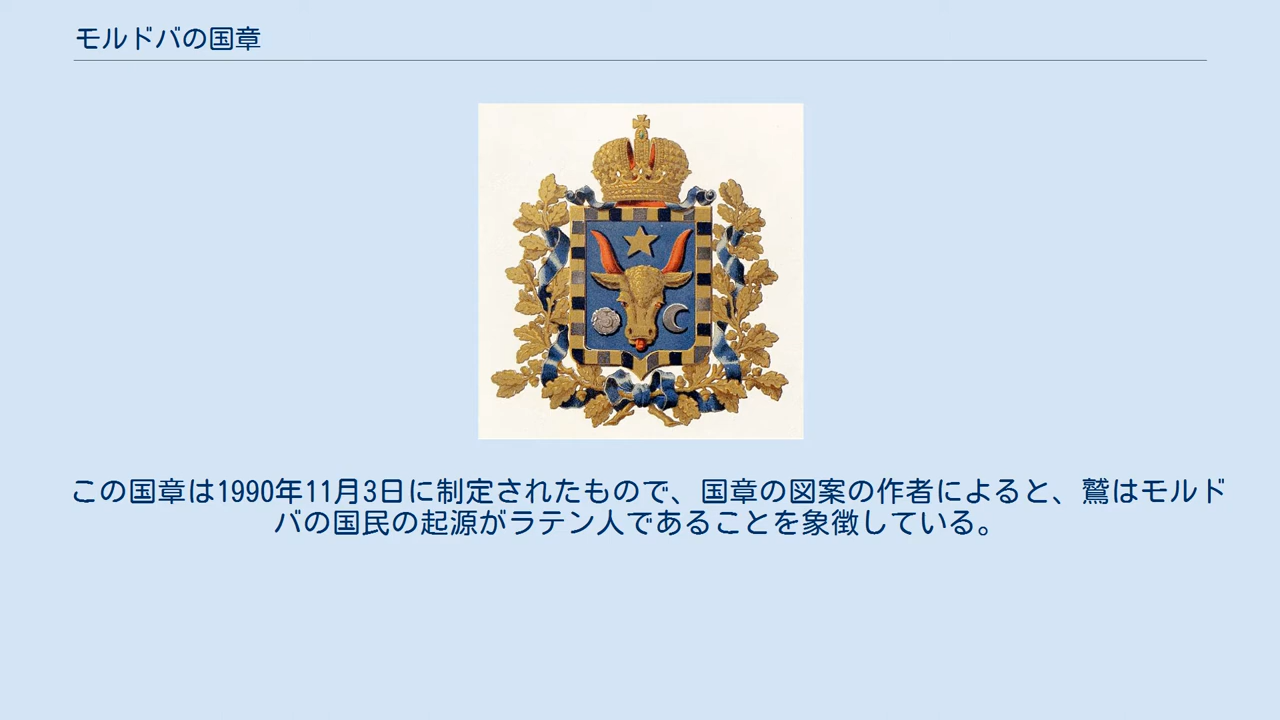 モルドバの国章
この国章は1990年11月3日に制定されたもので、国章の図案の作者によると、鷲はモルド
バの国民の起源がラテン人であることを象徴している。